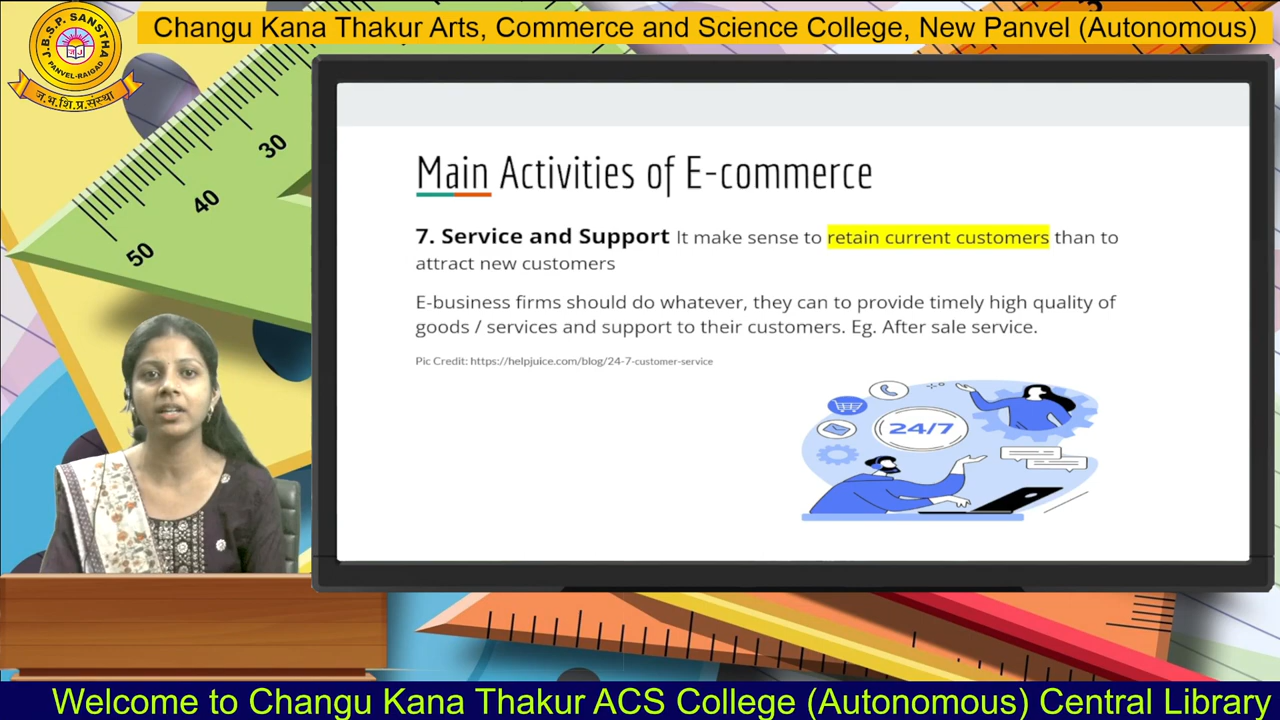 Changu Kana Thakur Arts, Commerce and Science College, New Panvel (Autonomous)
J.B.S.P. SANSTHA
PANVEL-RAIGAD
ज.भ.शि.प्र.संस्था
30
40
50
Main Activities of E-commerce
7. Service and Support It make sense to retain current customers than to
attract new customers
E-business firms should do whatever, they can to provide timely high quality of
goods / services and support to their customers. Eg. After sale service.
Pic Credit: https://helpjuice.com/blog/24-7-customer-service
24/7
Welcome to Changu Kana Thakur ACS College (Autonomous) Central Library